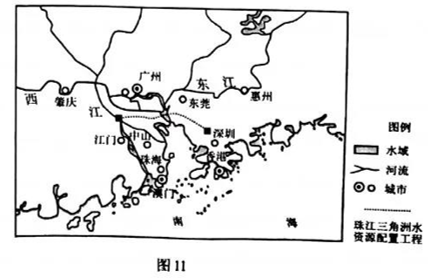 广州
东 江
西 肇庆
惠州
东莞
江
深圳
江门 中山
珠海
香港
澳门
南 海
图例
水域
河流
城市
珠江三角洲水
资源配置工程
图11